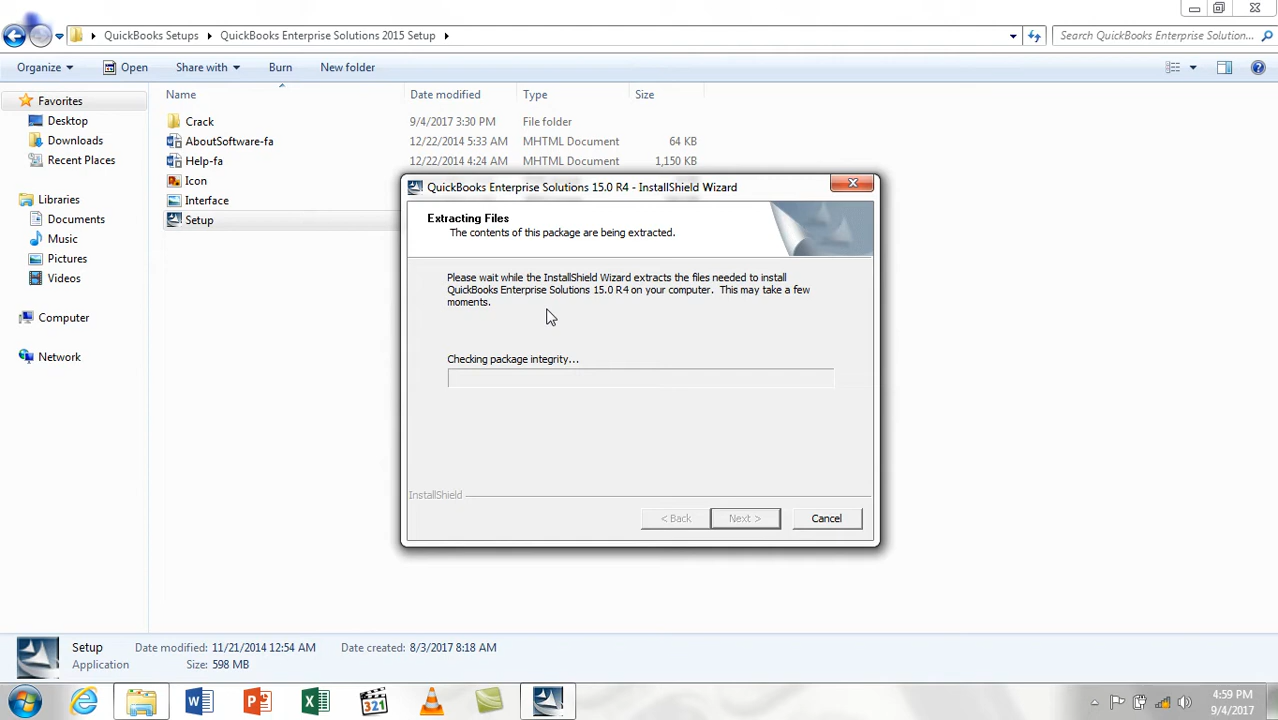 QuickBooks Setups
QuickBooks Enterprise Solutions 2015 Setup
Search QuickBooks Enterprise Solution...
Organize
Open
Share with
Burn
New folder
Favorites
Desktop
Downloads
Recent Places
Libraries
Documents
Music
Pictures
Videos
Computer
Network
Name Date modified Type Size
Crack 9/4/2017 3:30 PM File folder
AboutSoftware-fa 12/22/2014 5:33 AM MHTML Document 64 KB
Help-fa 12/22/2014 4:24 AM MHTML Document 1,150 KB
Icon
Interface
Setup
QuickBooks Enterprise Solutions 15.0 R4 - InstallShield Wizard
Extracting Files
The contents of this package are being extracted.
Please wait while the InstallShield Wizard extracts the files needed to install
QuickBooks Enterprise Solutions 15.0 R4 on your computer. This may take a few
moments.
Checking package integrity...
InstallShield
< Back
Next >
Cancel
Setup Date modified: 11/21/2014 12:54 AM Date created: 8/3/2017 8:18 AM
Application Size: 598 MB
321
4:59 PM
9/4/2017